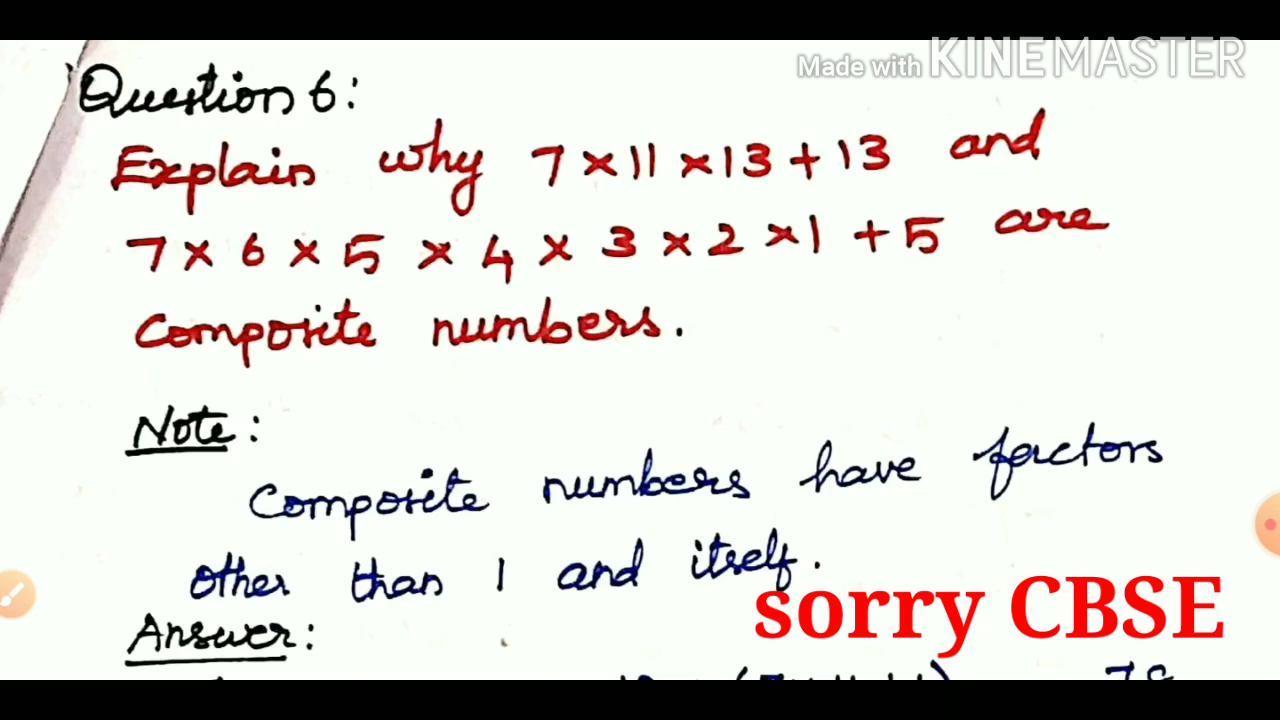 Made with KINEMASTER
Question 6:
Explain why 7 × 11 × 13 + 13 and
7 × 6 × 5 × 4 × 3 × 2 × 1 + 5 are
Composite numbers.
Note:
Composite numbers have factors
other than 1 and itself.
sorry CBSE
Answer: